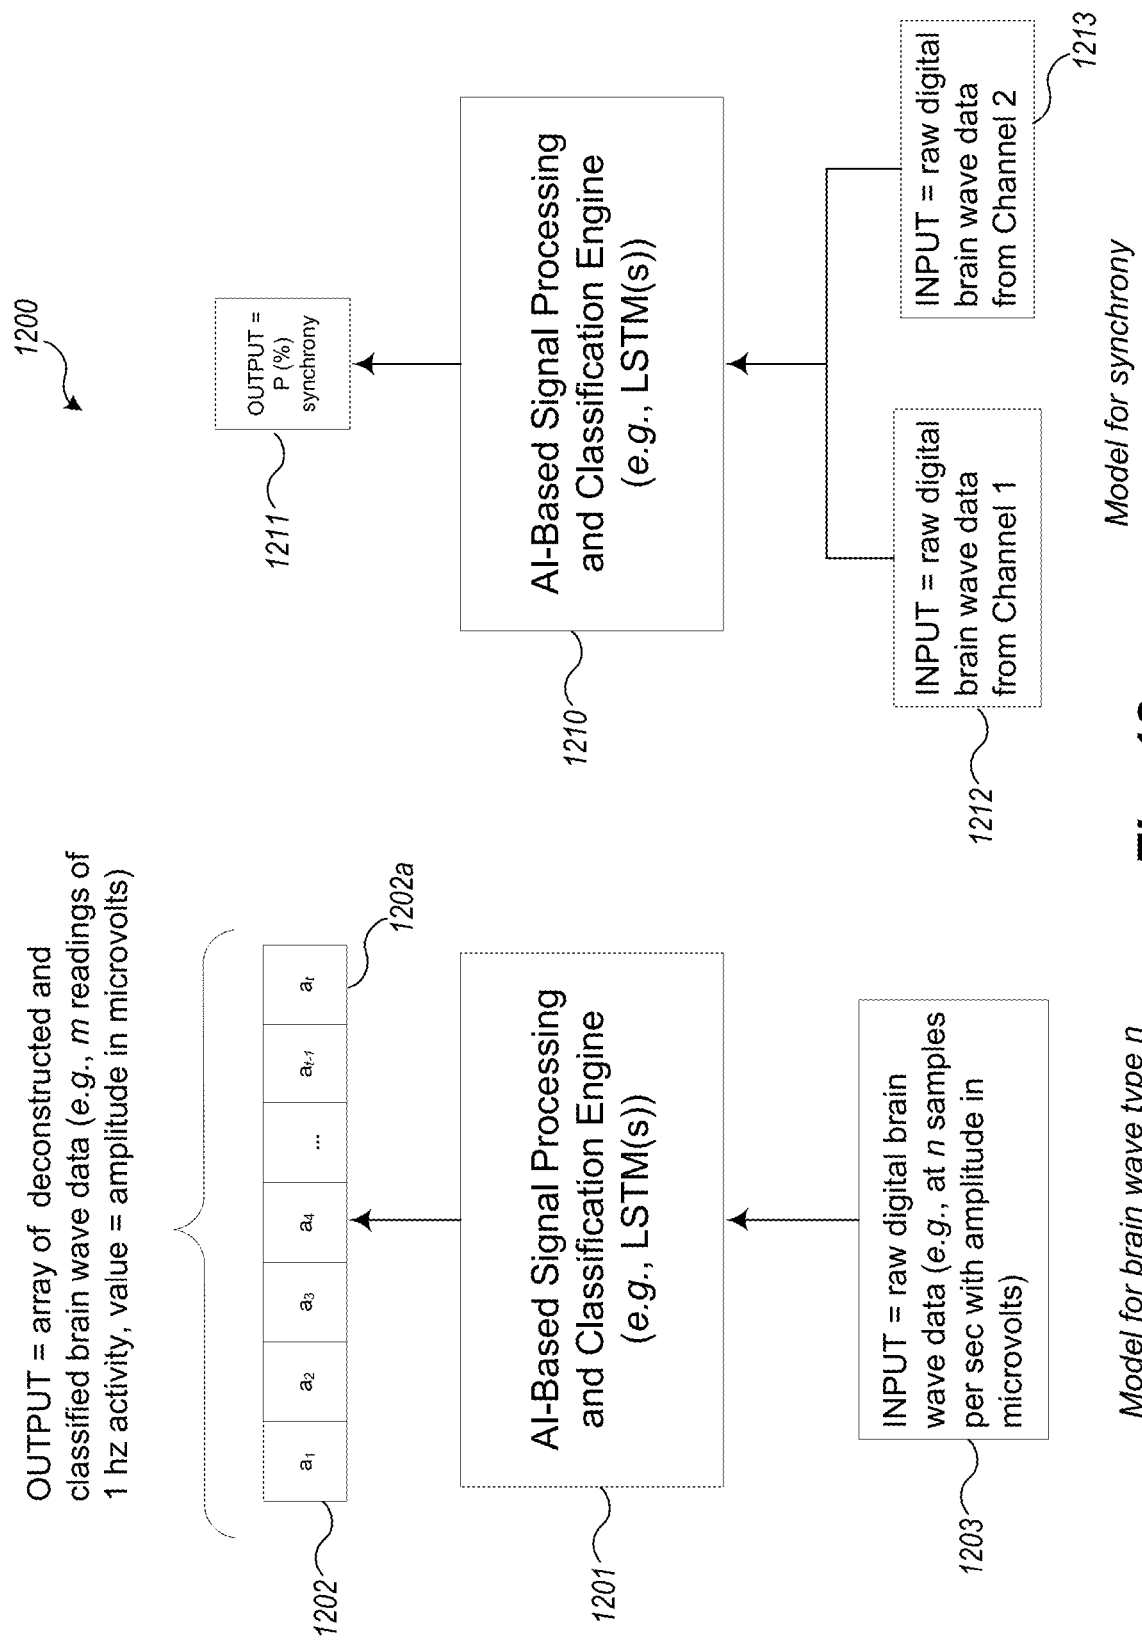 1200
OUTPUT = array of deconstructed and
classified brain wave data (e.g., m readings of
1 hz activity, value = amplitude in microvolts)
1202
a1 a2 a3 a4 ... at-1 at
1202a
AI-Based Signal Processing
and Classification Engine
(e.g., LSTM(s))
1201
INPUT = raw digital brain
wave data (e.g., at n samples
per sec with amplitude in
microvolts)
1203
Model for brain wave type n
OUTPUT =
P (%)
synchrony
1211
AI-Based Signal Processing
and Classification Engine
(e.g., LSTM(s))
1210
INPUT = raw digital
brain wave data
from Channel 1
1212
INPUT = raw digital
brain wave data
from Channel 2
1213
Model for synchrony